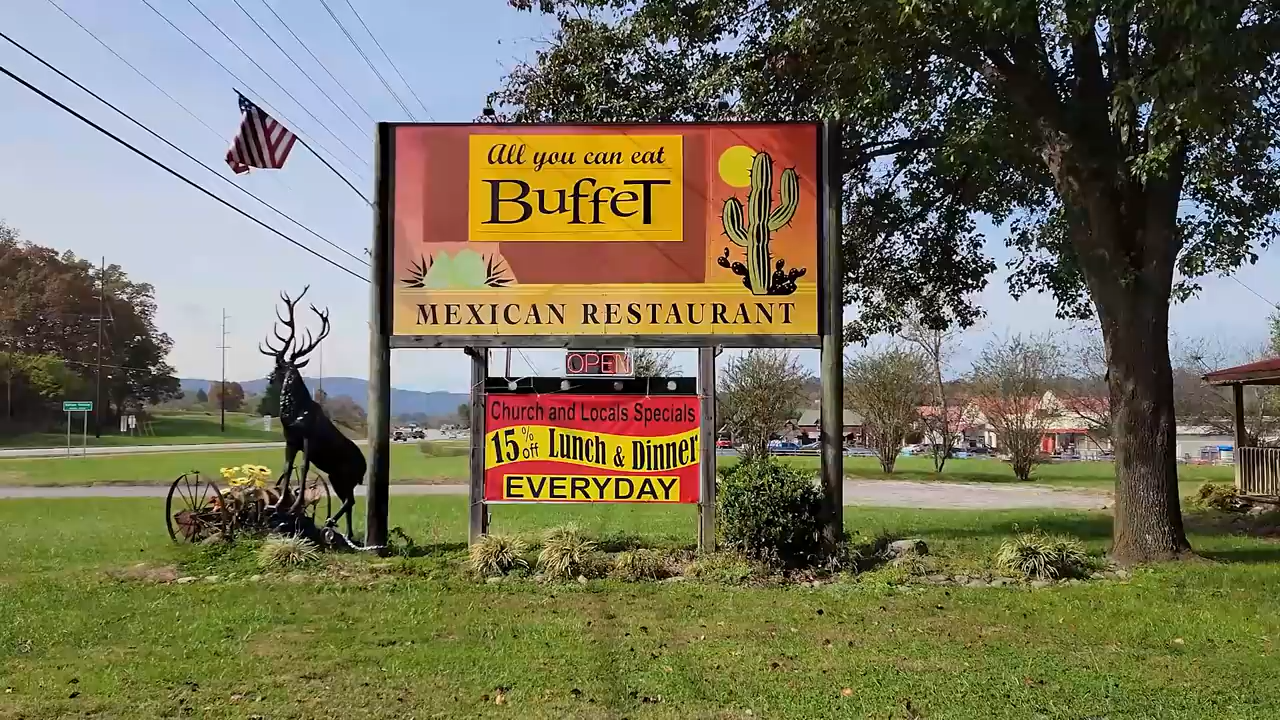 All you can eat
BuffeT
MEXICAN RESTAURANT
OPEN
Church and Locals Specials
15% off Lunch & Dinner
EVERYDAY